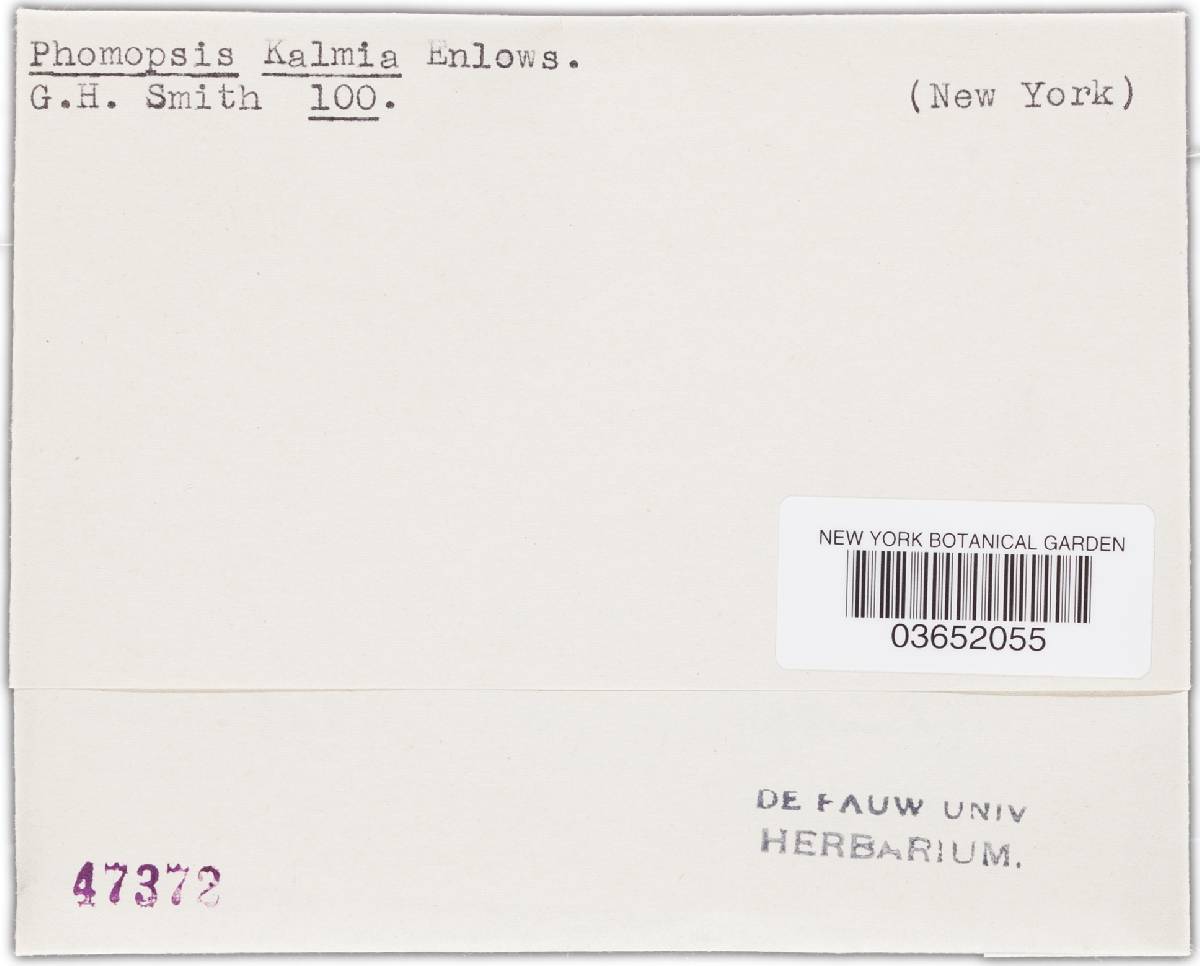 Phomopsis Kalmia Enlows.
G.H. Smith 100.
(New York)
NEW YORK BOTANICAL GARDEN
03652055
DE PAUW UNIV
HERBARIUM.
47372